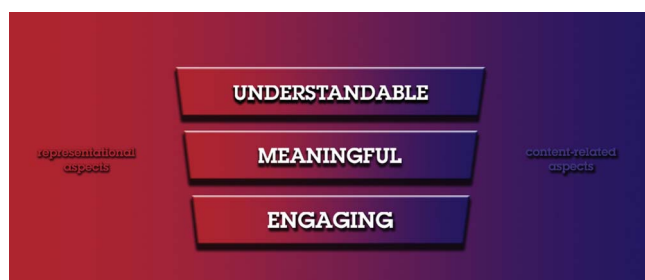 UNDERSTANDABLE
representational
aspects
MEANINGFUL
content-related
aspects
ENGAGING